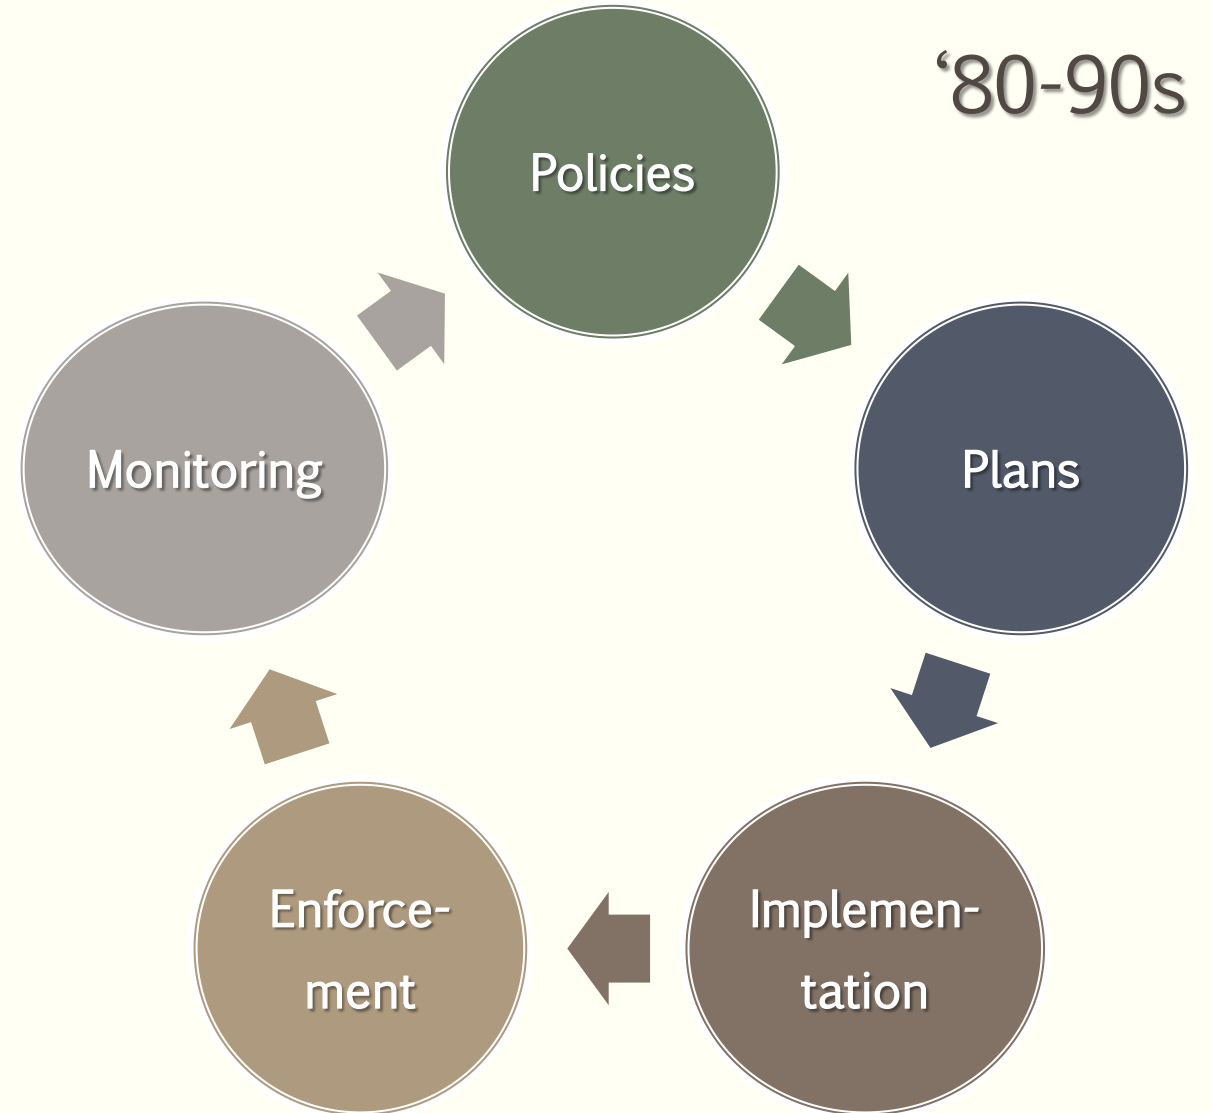 ‘80-90s
Policies
Plans
Implemen-
tation
Enforce-
ment
Monitoring